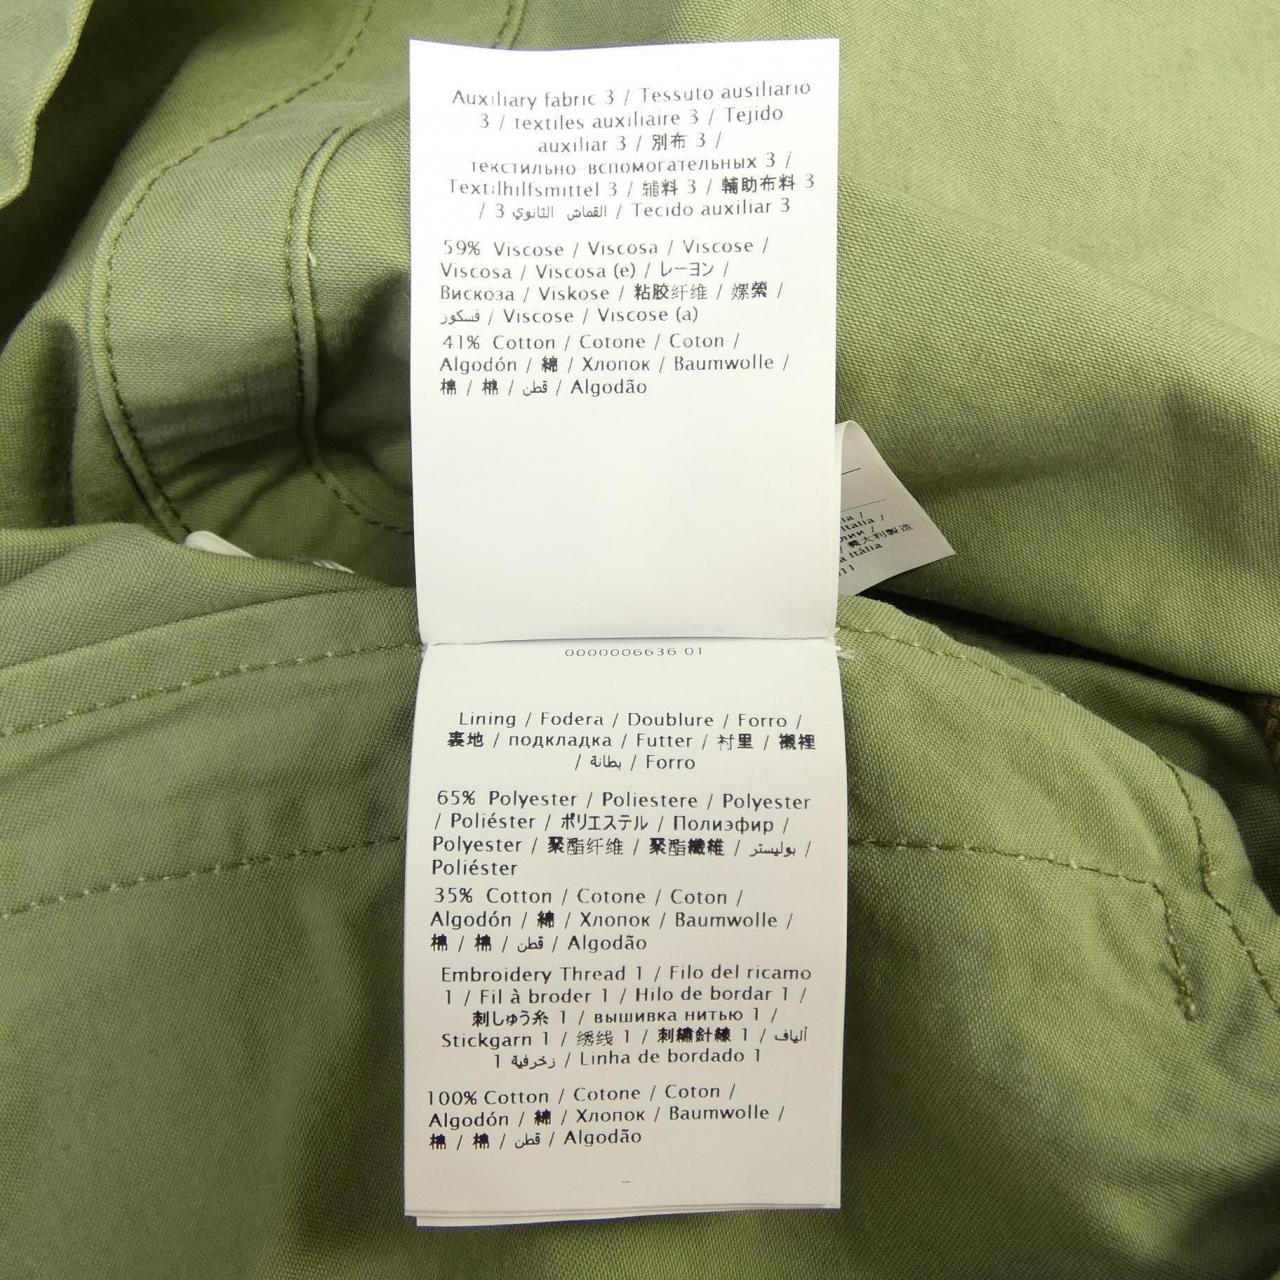 Auxiliary fabric 3 / Tessuto ausiliario
3 / textiles auxiliaire 3 / Tejido
auxiliar 3 / 別布 3 /
текстильно-вспомогательных 3 /
Textilhilfsmittel 3 / 辅料 3 / 輔助布料 3
/ القماش الثانوي 3 / Tecido auxiliar 3
59% Viscose / Viscosa / Viscose /
Viscosa / Viscosa (e) / レーヨン /
Вискоза / Viskose / 粘胶纤维 / 嫘縈 /
فسكوز / Viscose / Viscose (a)
41% Cotton / Cotone / Coton /
Algodón / 綿 / Хлопок / Baumwolle /
棉 / 棉 / قطن / Algodão
0000006636 01
Lining / Fodera / Doublure / Forro /
裏地 / подкладка / Futter / 衬里 / 襯裡
/ بطانة / Forro
65% Polyester / Poliestere / Polyester
/ Poliéster / ポリエステル / Полиэфир /
Polyester / 聚酯纤维 / 聚酯纖維 / بوليستر /
Poliéster
35% Cotton / Cotone / Coton /
Algodón / 綿 / Хлопок / Baumwolle /
棉 / 棉 / قطن / Algodão
Embroidery Thread 1 / Filo del ricamo
1 / Fil à broder 1 / Hilo de bordar 1 /
刺しゅう糸 1 / вышивка нитью 1 /
Stickgarn 1 / 绣线 1 / 刺繡針線 1 / ألياف
زخرفية 1 / Linha de bordado 1
100% Cotton / Cotone / Coton /
Algodón / 綿 / Хлопок / Baumwolle /
棉 / 棉 / قطن / Algodão
/ 義大利製造
Itália